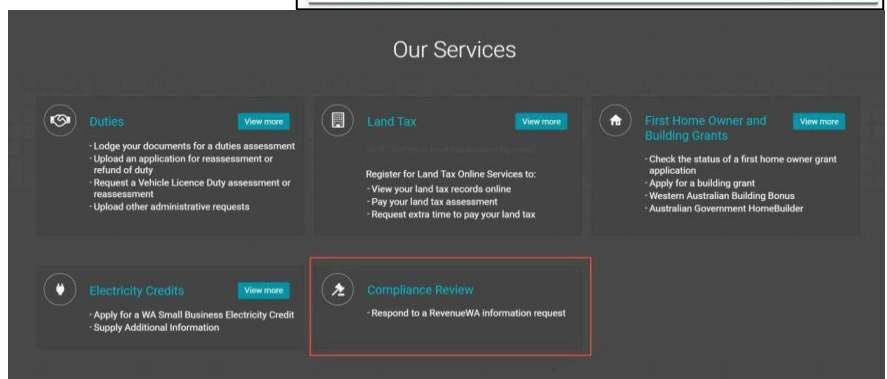 Our Services
Duties
View more
- Lodge your documents for a duties assessment
- Upload an application for reassessment or
refund of duty
- Request a Vehicle Licence Duty assessment or
reassessment
- Upload other administrative requests
Land Tax
View more
Register for Land Tax Online Services to:
- View your land tax records online
- Pay your land tax assessment
- Request extra time to pay your land tax
First Home Owner and
Building Grants
View more
- Check the status of a first home owner grant
application
- Apply for a building grant
- Western Australian Building Bonus
- Australian Government HomeBuilder
Electricity Credits
View more
- Apply for a WA Small Business Electricity Credit
- Supply Additional Information
Compliance Review
- Respond to a RevenueWA information request